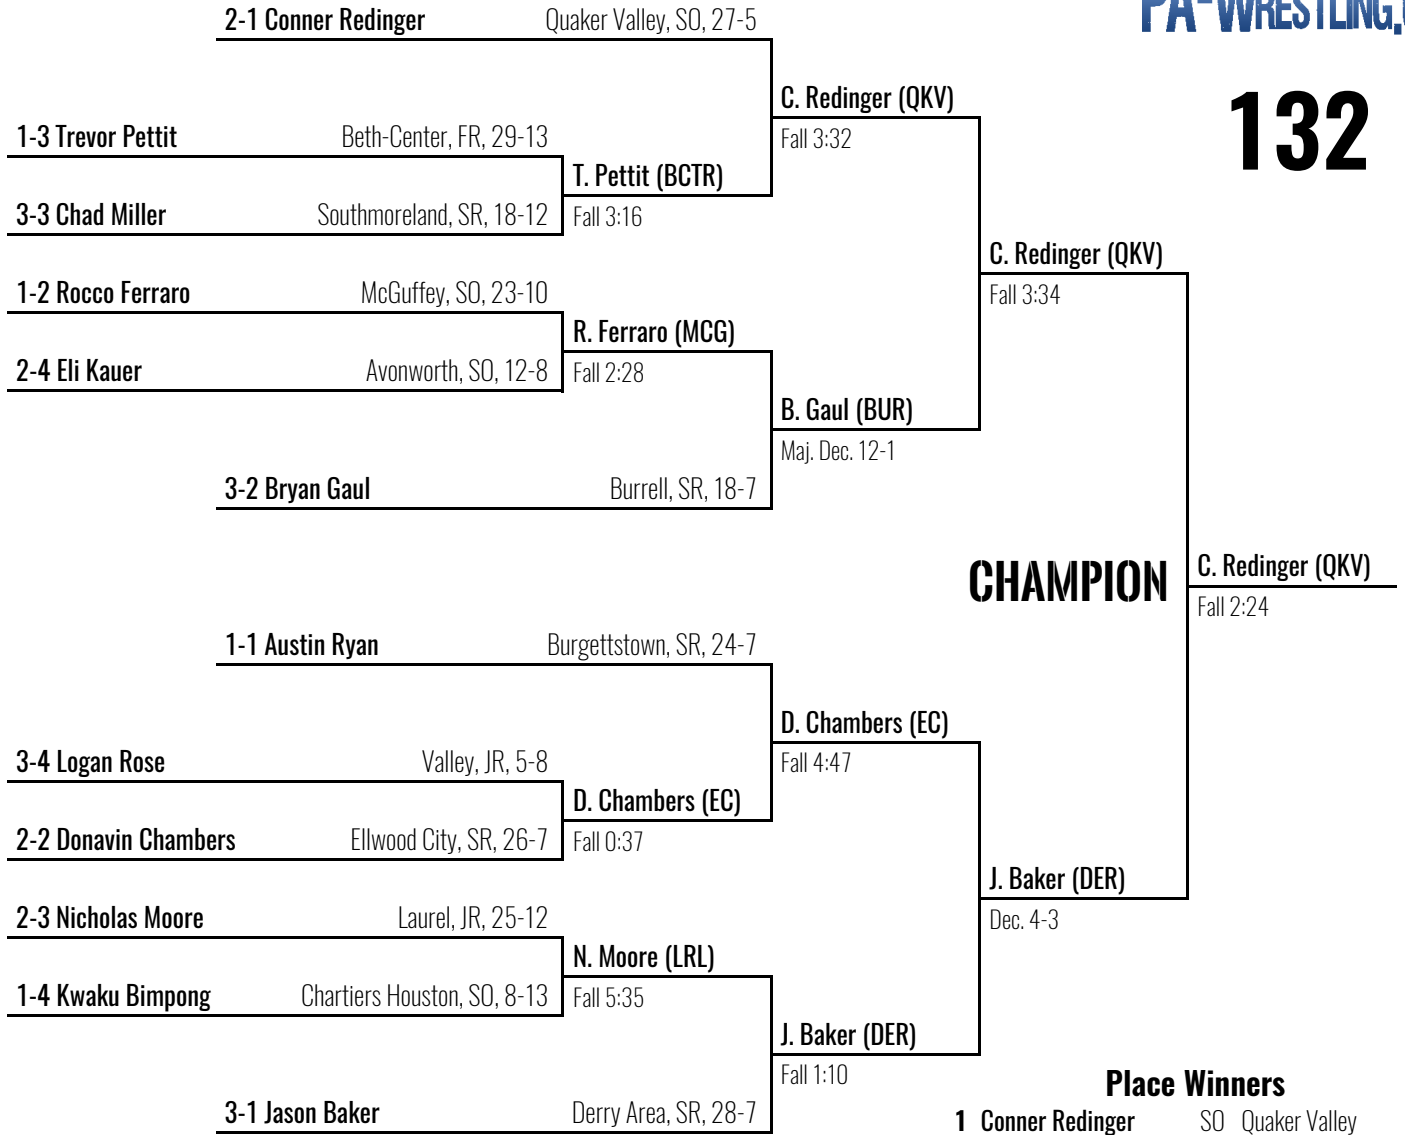 PA-WRESTLING.
132
2-1 Conner Redinger Quaker Valley, SO, 27-5
C. Redinger (QKV)
Fall 3:32
1-3 Trevor Pettit Beth-Center, FR, 29-13
T. Pettit (BCTR)
Fall 3:16
3-3 Chad Miller Southmoreland, SR, 18-12
C. Redinger (QKV)
Fall 3:34
1-2 Rocco Ferraro McGuffey, SO, 23-10
R. Ferraro (MCG)
Fall 2:28
2-4 Eli Kauer Avonworth, SO, 12-8
B. Gaul (BUR)
Maj. Dec. 12-1
3-2 Bryan Gaul Burrell, SR, 18-7
CHAMPION
C. Redinger (QKV)
Fall 2:24
1-1 Austin Ryan Burgettstown, SR, 24-7
D. Chambers (EC)
Fall 4:47
3-4 Logan Rose Valley, JR, 5-8
D. Chambers (EC)
Fall 0:37
2-2 Donavin Chambers Ellwood City, SR, 26-7
J. Baker (DER)
Dec. 4-3
2-3 Nicholas Moore Laurel, JR, 25-12
N. Moore (LRL)
Fall 5:35
1-4 Kwaku Bimpong Chartiers Houston, SO, 8-13
J. Baker (DER)
Fall 1:10
3-1 Jason Baker Derry Area, SR, 28-7
Place Winners
1 Conner Redinger SO Quaker Valley